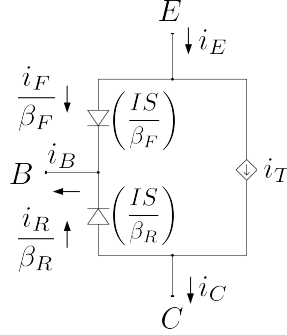 E
i_E
i_F/β_F
(IS/β_F)
i_B
B
i_T
i_R/β_R
(IS/β_R)
i_C
C